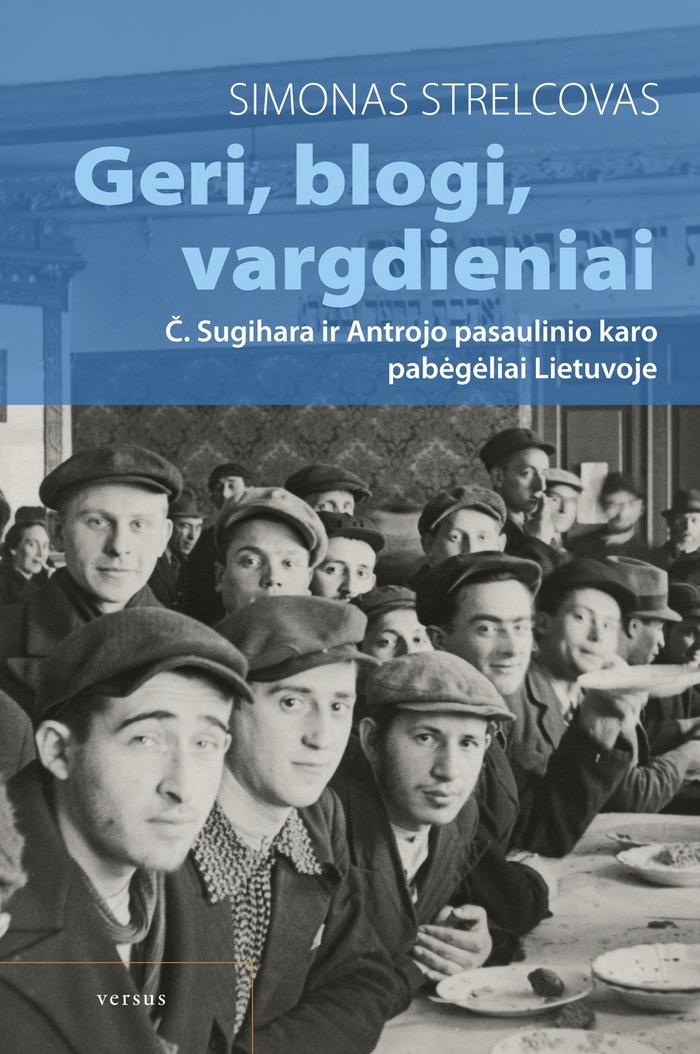 SIMONAS STRELCOVAS
Geri, blogi,
vargdieniai
Č. Sugihara ir Antrojo pasaulinio karo
pabėgėliai Lietuvoje
versus